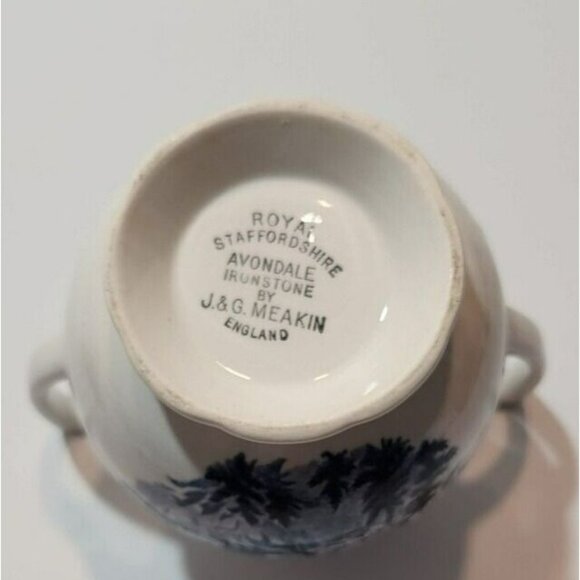 ROYAL
STAFFORDSHIRE
AVONDALE
IRONSTONE
BY
J.&G. MEAKIN
ENGLAND